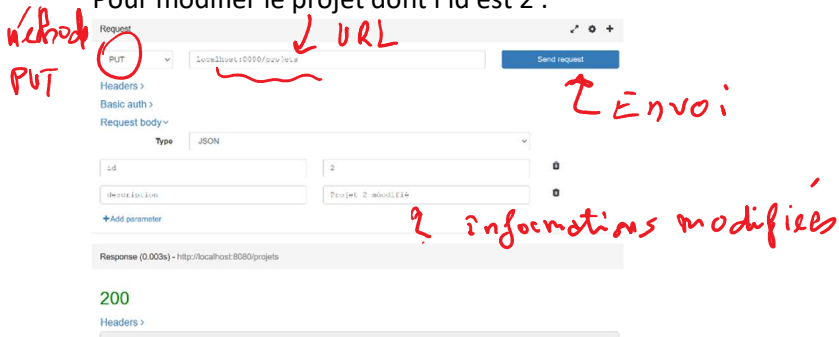 Pour modifier le projet dont l'id est 2 :
méthode
PUT
Request
URL
PUT
localhost:8080/projets
Send request
Headers >
Envoi
Basic auth >
Request body
Type
JSON
id
2
description
Projet 2 modifié
informations modifiées
+Add parameter
Response (0.003s) - http://localhost:8080/projets
200
Headers >